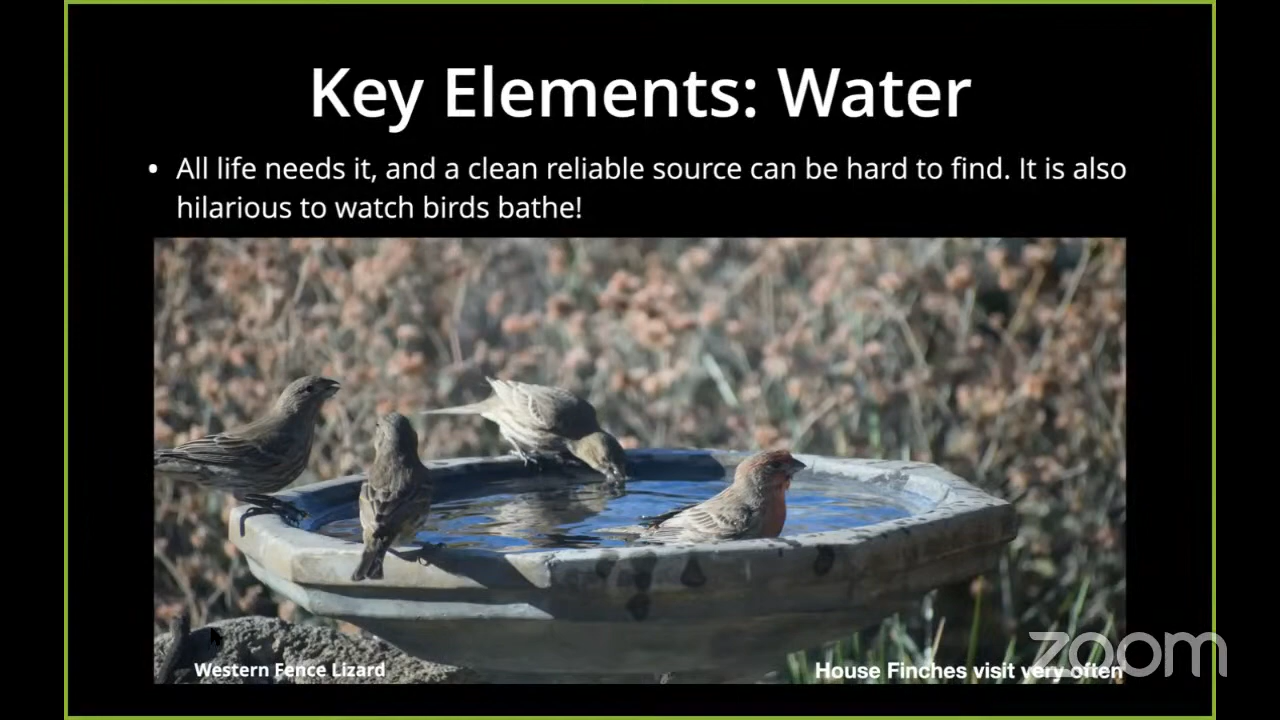 Key Elements: Water
• All life needs it, and a clean reliable source can be hard to find. It is also
hilarious to watch birds bathe!
Western Fence Lizard
House Finches visit very often
zoom